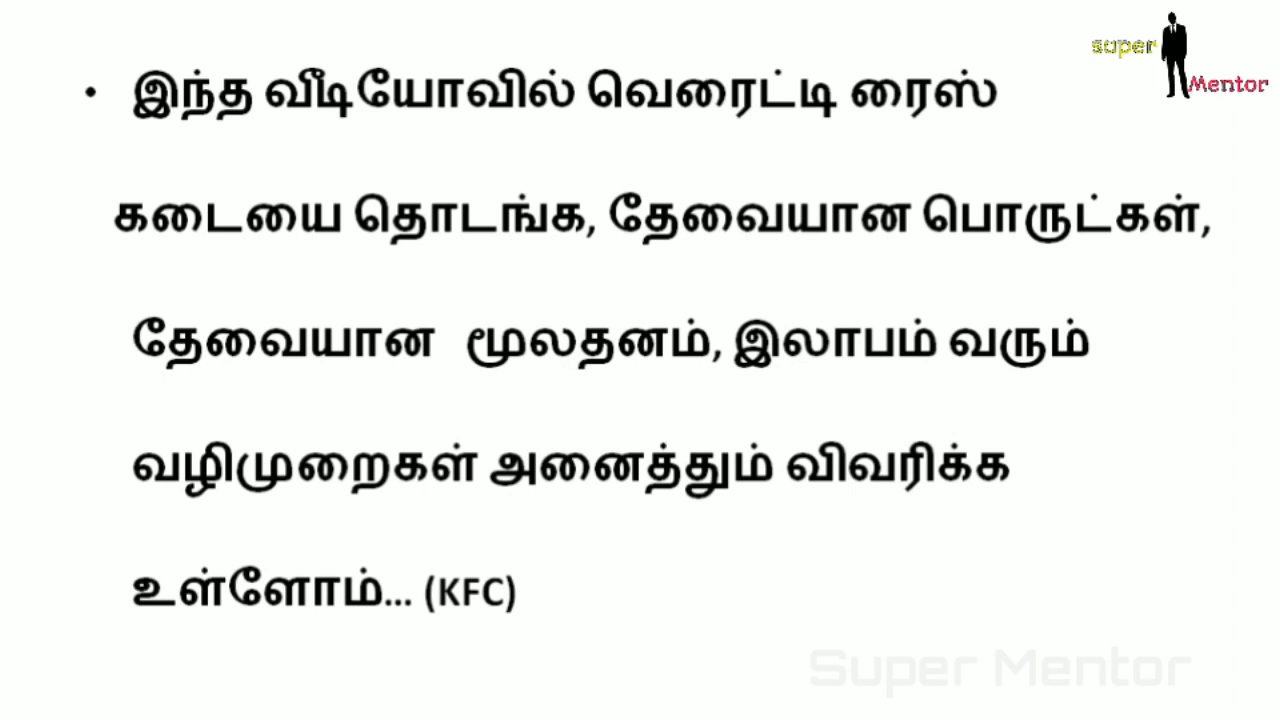 super
Mentor
• இந்த வீடியோவில் வெரைட்டி ரைஸ்
கடையை தொடங்க, தேவையான பொருட்கள்,
தேவையான மூலதனம், இலாபம் வரும்
வழிமுறைகள் அனைத்தும் விவரிக்க
உள்ளோம்... (KFC)
Super Mentor